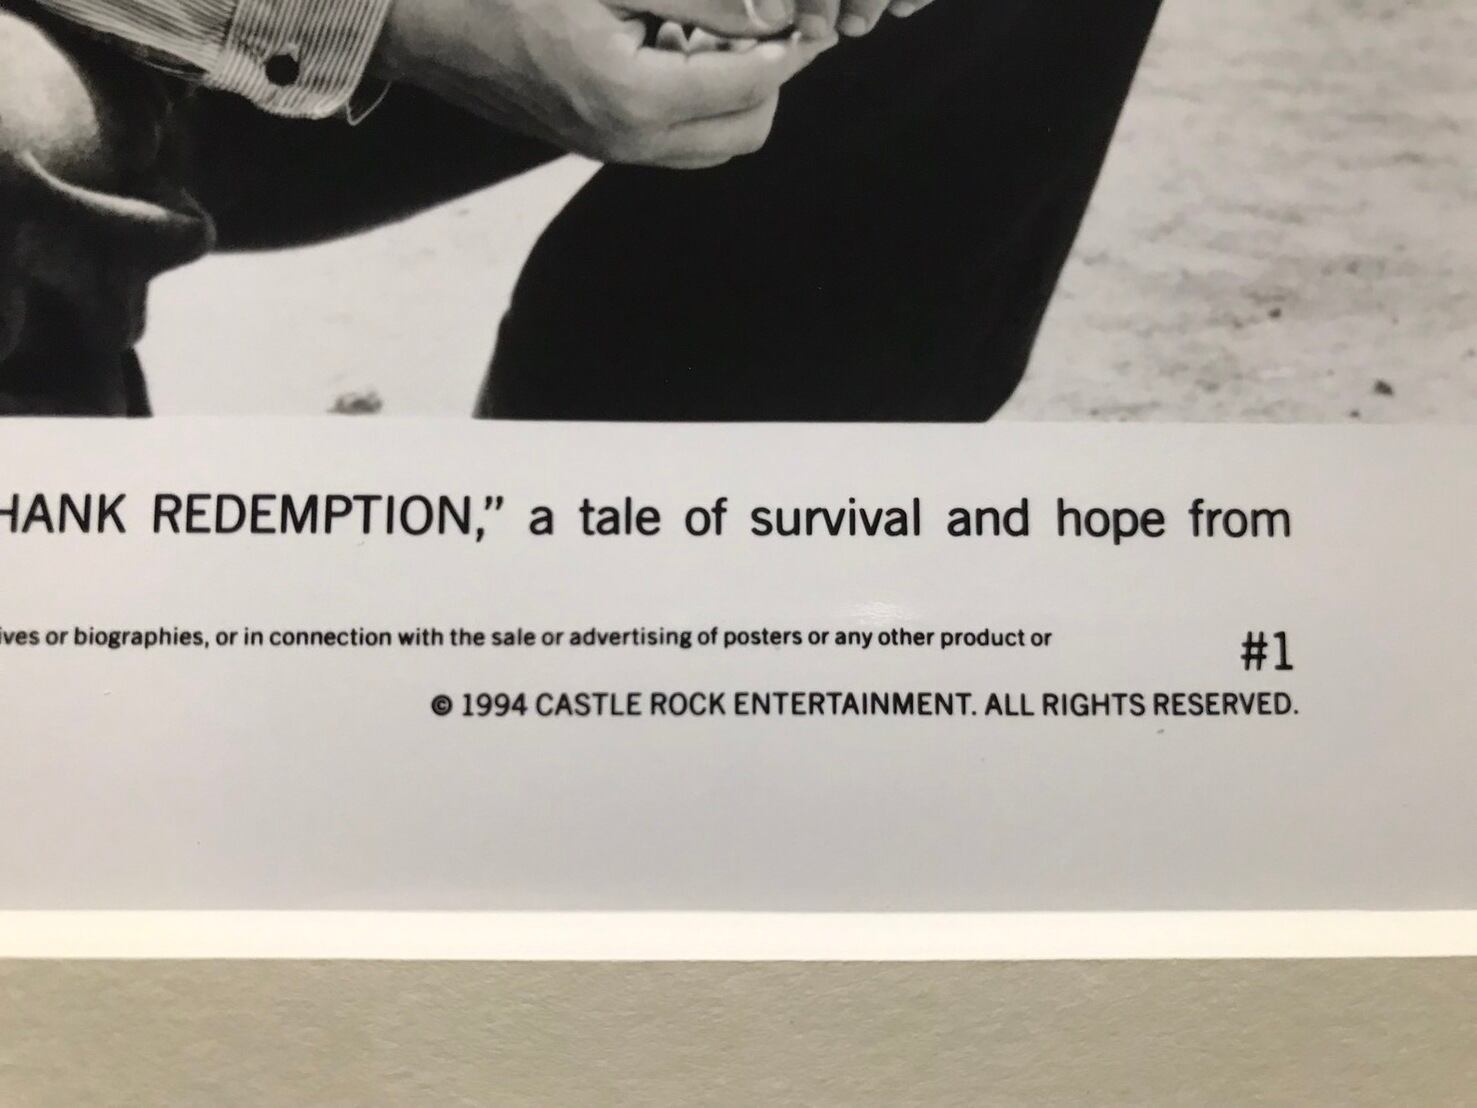 HANK REDEMPTION,” a tale of survival and hope from
ives or biographies, or in connection with the sale or advertising of posters or any other product or
#1
© 1994 CASTLE ROCK ENTERTAINMENT. ALL RIGHTS RESERVED.